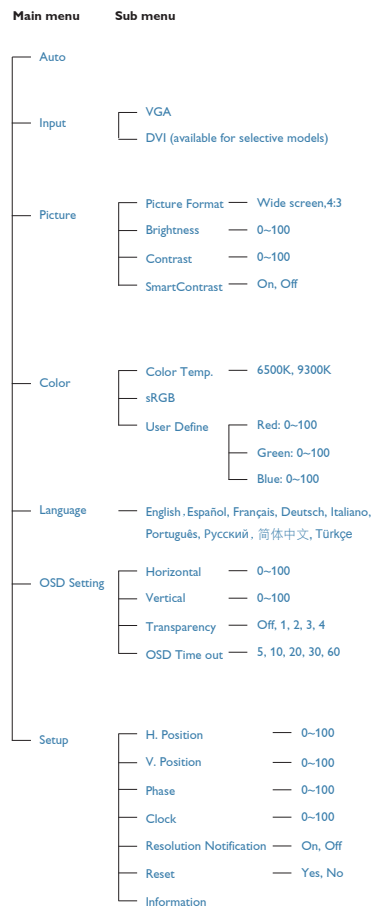 Main menu Sub menu
Auto
Input
VGA
DVI (available for selective models)
Picture
Picture Format Wide screen,4:3
Brightness 0~100
Contrast 0~100
SmartContrast On, Off
Color
Color Temp. 6500K, 9300K
sRGB
User Define Red: 0~100
Green: 0~100
Blue: 0~100
Language English, Español, Français, Deutsch, Italiano,
Português, Русский, 简体中文, Türkçe
OSD Setting
Horizontal 0~100
Vertical 0~100
Transparency Off, 1, 2, 3, 4
OSD Time out 5, 10, 20, 30, 60
Setup
H. Position 0~100
V. Position 0~100
Phase 0~100
Clock 0~100
Resolution Notification On, Off
Reset Yes, No
Information